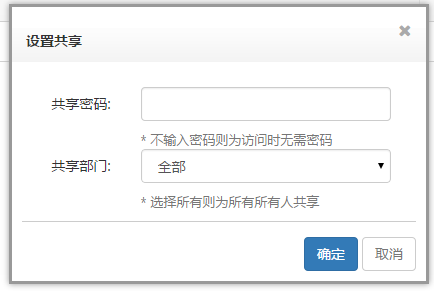 设置共享
共享密码:
* 不输入密码则为访问时无需密码
共享部门:
全部
* 选择所有则为所有所有人共享
确定
取消